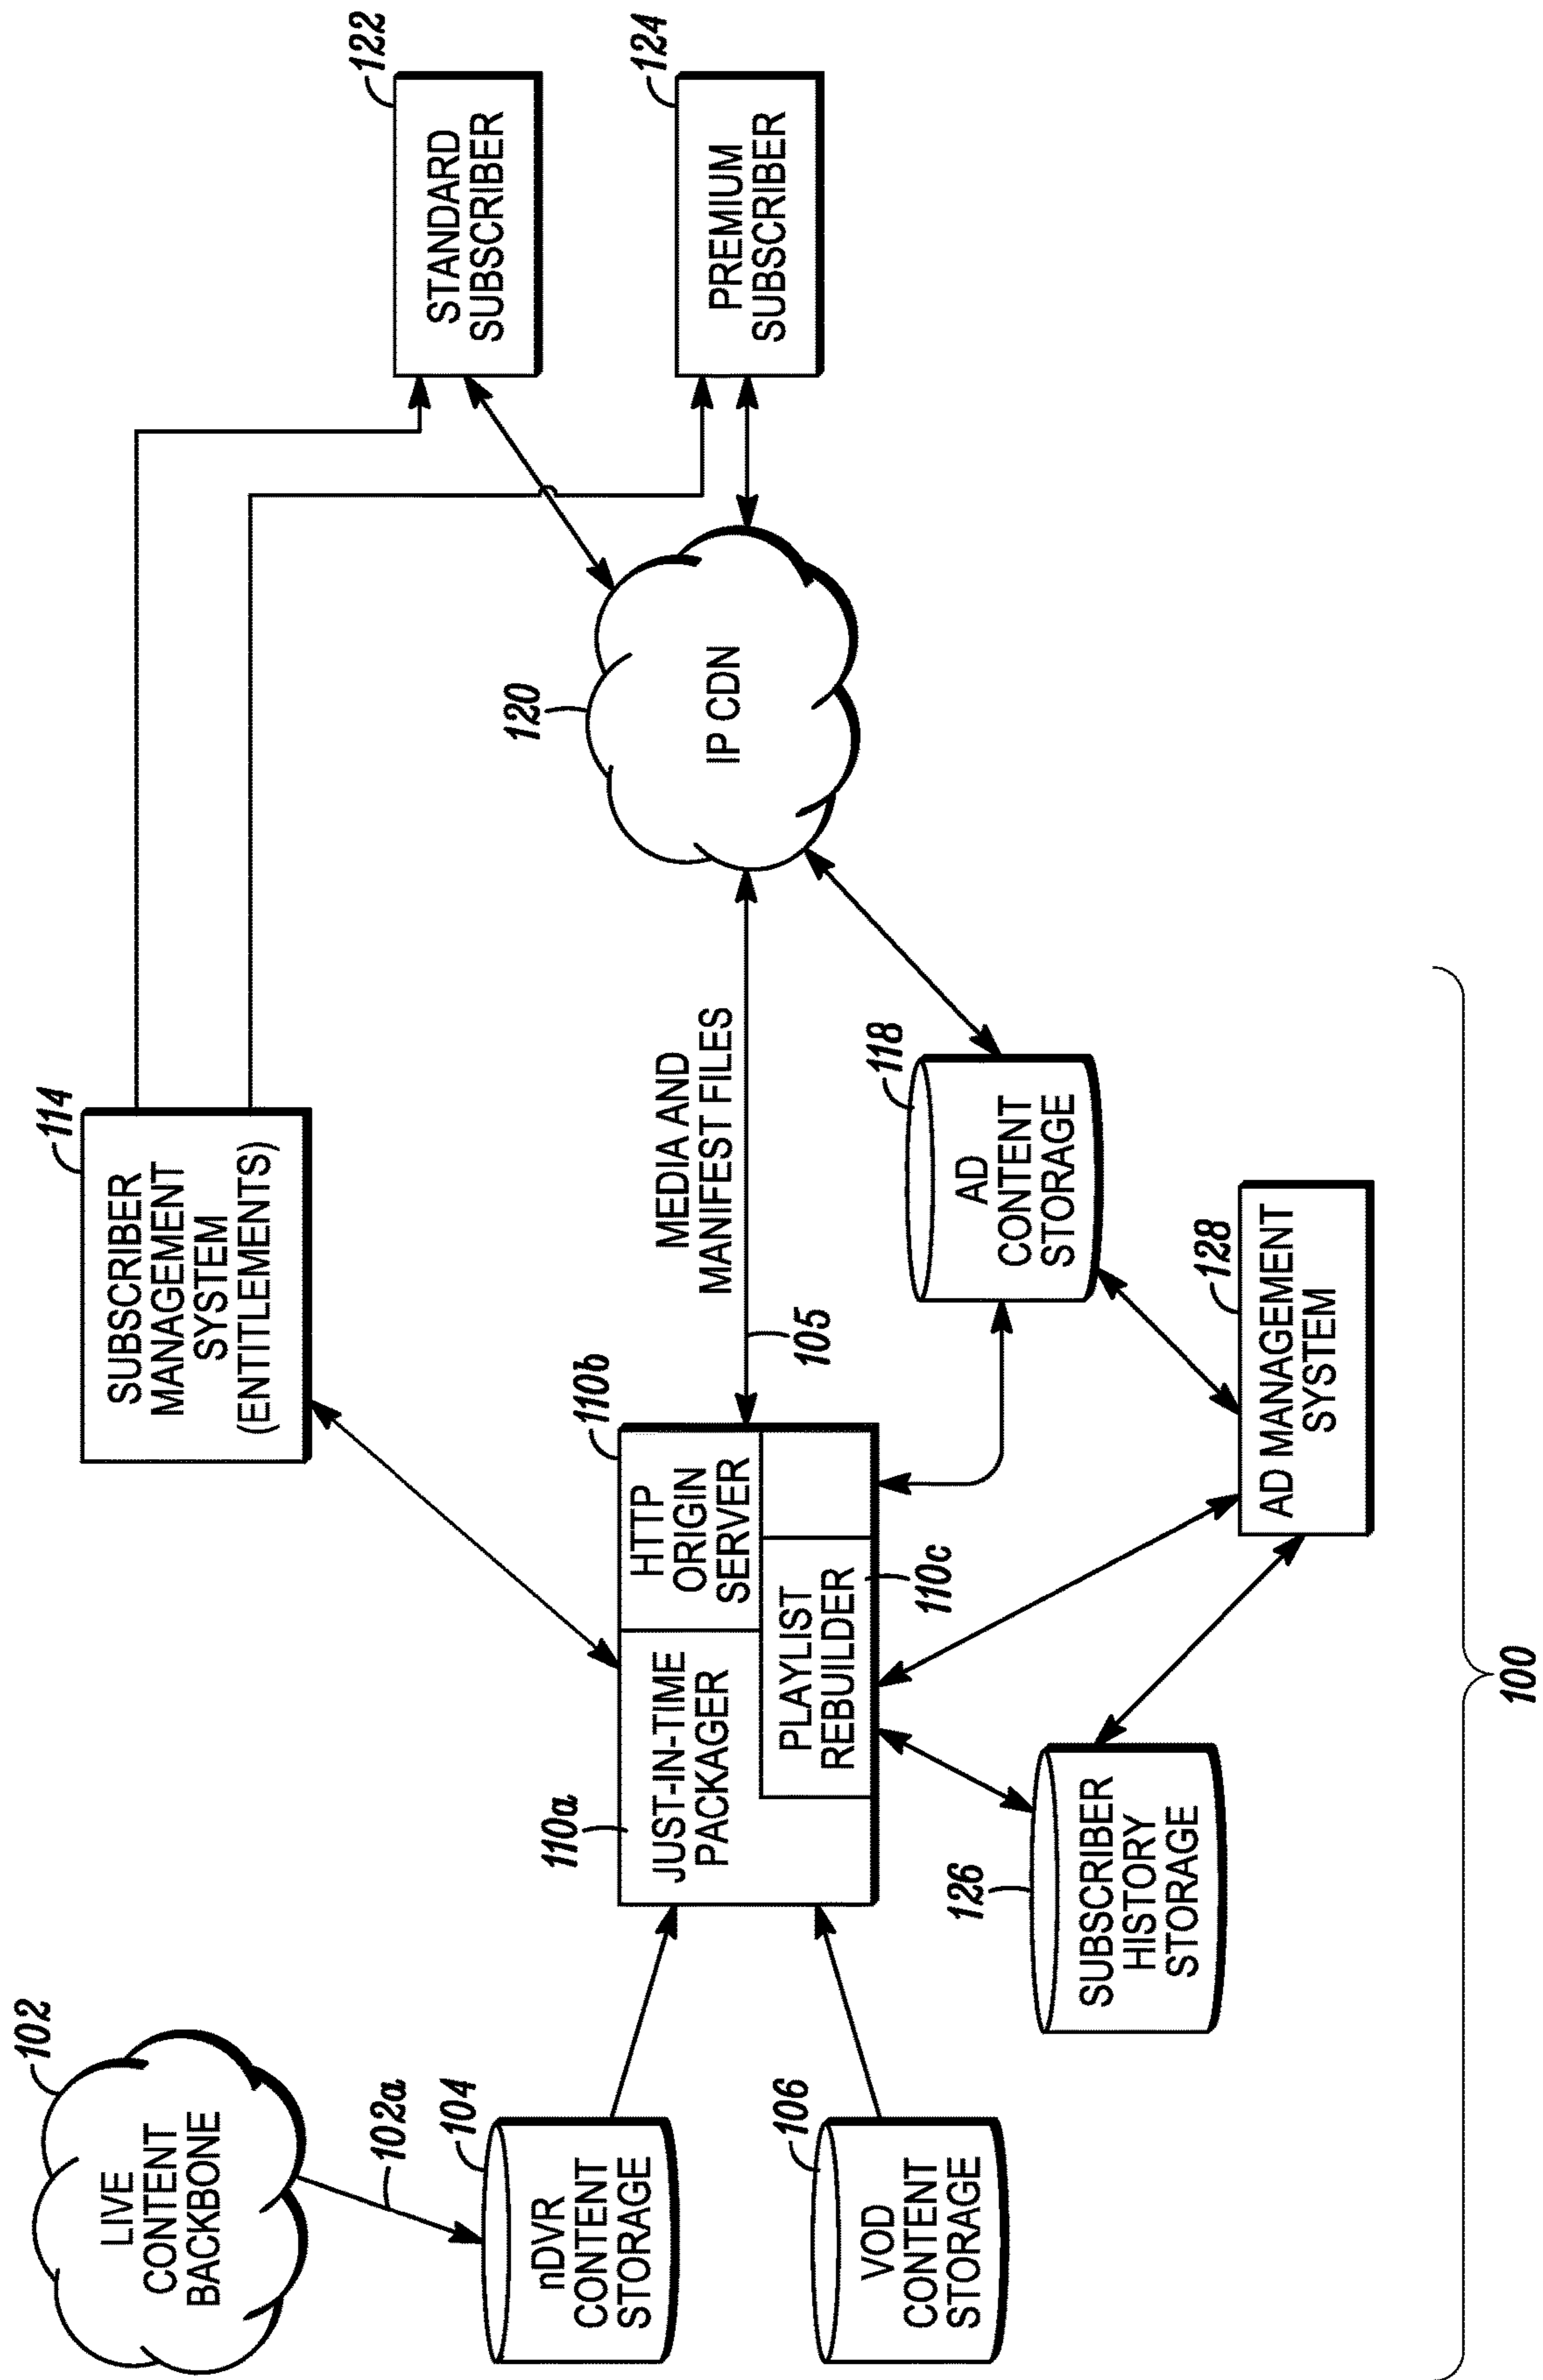 102
LIVE
CONTENT
BACKBONE
102a
104
nDVR
CONTENT
STORAGE
106
VOD
CONTENT
STORAGE
114
SUBSCRIBER
MANAGEMENT
SYSTEM
(ENTITLEMENTS)
110a
JUST-IN-TIME
PACKAGER
110b
HTTP
ORIGIN
SERVER
PLAYLIST
REBUILDER
110c
105
MEDIA AND
MANIFEST FILES
126
SUBSCRIBER
HISTORY
STORAGE
118
AD
CONTENT
STORAGE
128
AD MANAGEMENT
SYSTEM
120
IP CDN
122
STANDARD
SUBSCRIBER
124
PREMIUM
SUBSCRIBER
100